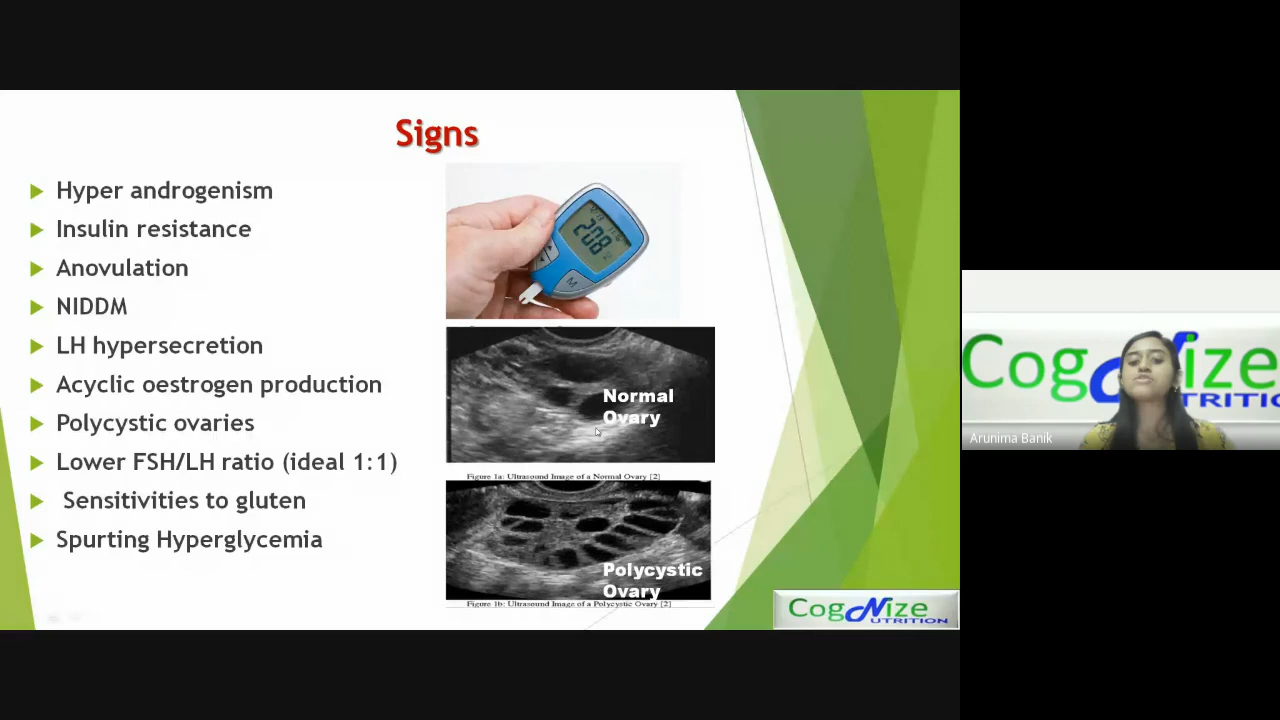 Signs
Hyper androgenism
Insulin resistance
Anovulation
NIDDM
LH hypersecretion
Acyclic oestrogen production
Polycystic ovaries
Lower FSH/LH ratio (ideal 1:1)
Sensitivities to gluten
Spurting Hyperglycemia
208
M
Normal
Ovary
Figure 1a: Ultrasound Image of a Normal Ovary [2]
Polycystic
Ovary
Figure 1b: Ultrasound Image of a Polycystic Ovary [2]
CogNize
UTRITION
CogNize
UTRITION
Arunima Banik